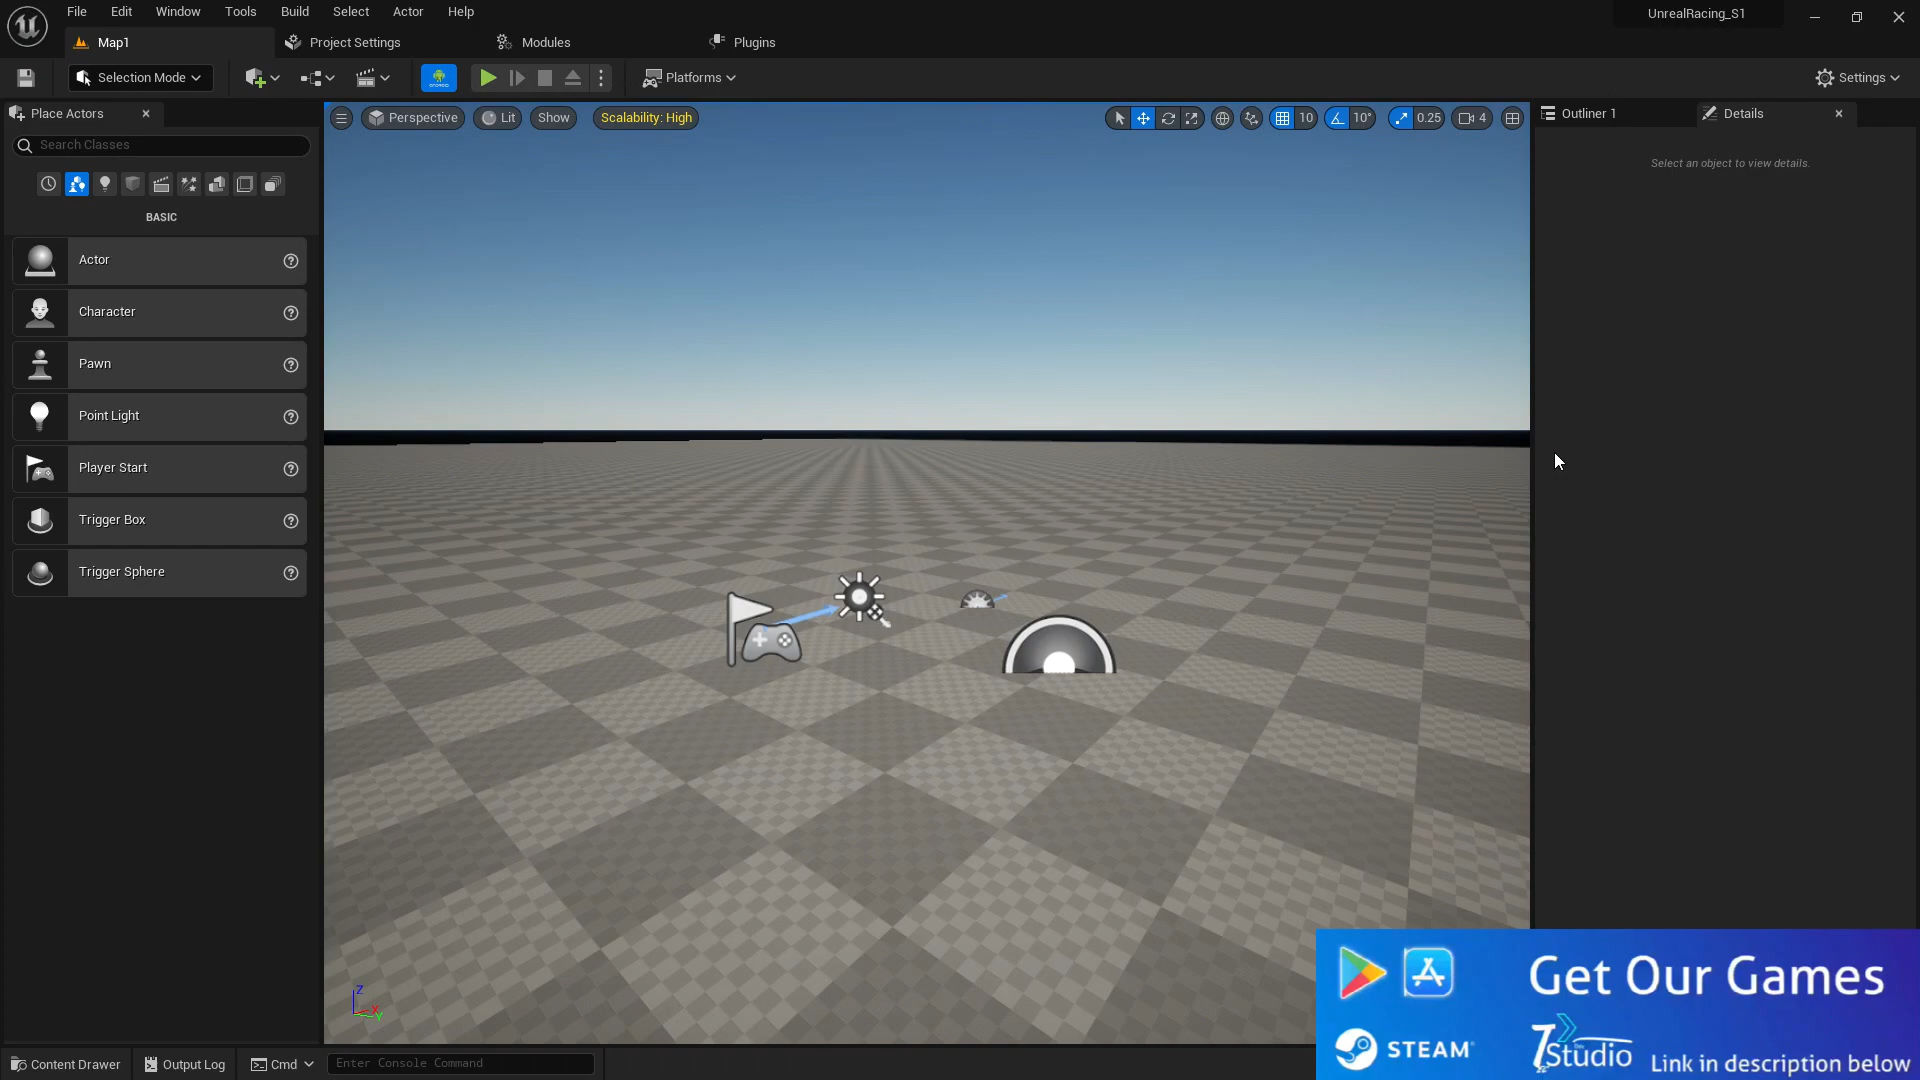 File Edit Window Tools Build Select Actor Help
UnrealRacing_S1
Map1 Project Settings Modules Plugins
Selection Mode Platforms Settings
Place Actors
Perspective Lit Show Scalability: High 10 10° 0.25 4
Outliner 1 Details
Search Classes
Select an object to view details.
BASIC
Actor
Character
Pawn
Point Light
Player Start
Trigger Box
Trigger Sphere
Z
X
Y
Get Our Games
STEAM 7Studio Link in description below
Content Drawer Output Log Cmd Enter Console Command